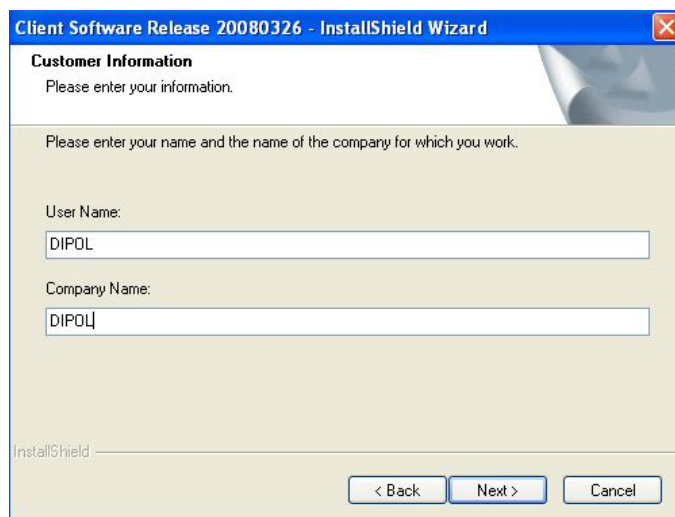 Client Software Release 20080326 - InstallShield Wizard
Customer Information
Please enter your information.
Please enter your name and the name of the company for which you work.
User Name:
DIPOL
Company Name:
DIPOL
InstallShield
< Back
Next >
Cancel